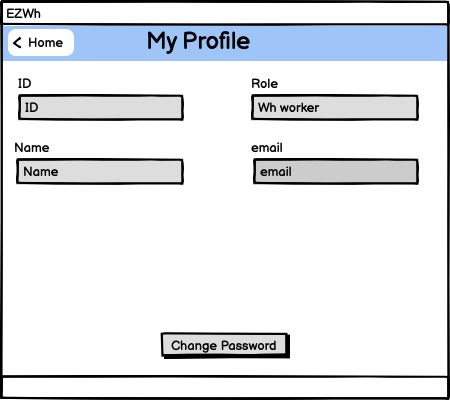 EZWh
Home
My Profile
ID
Role
ID
Wh worker
Name
email
Name
email
Change Password